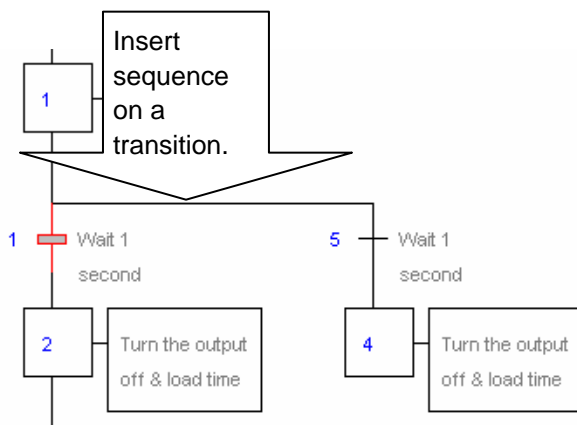 Insert
sequence
on a
transition.
1
1
Wait 1
second
5
Wait 1
second
2
Turn the output
off & load time
4
Turn the output
off & load time